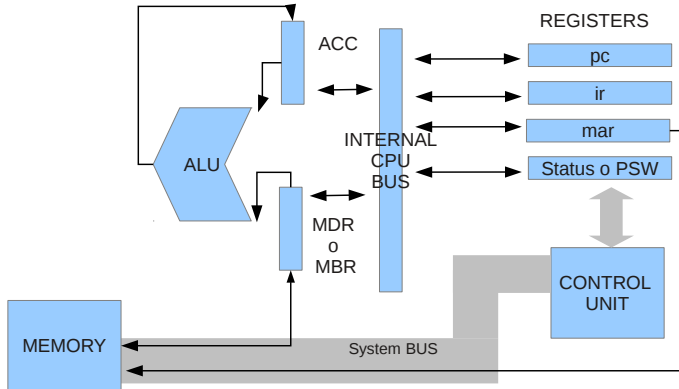 REGISTERS
ACC
pc
ir
mar
Status o PSW
INTERNAL
CPU
BUS
ALU
MDR
o
MBR
CONTROL
UNIT
MEMORY
System BUS